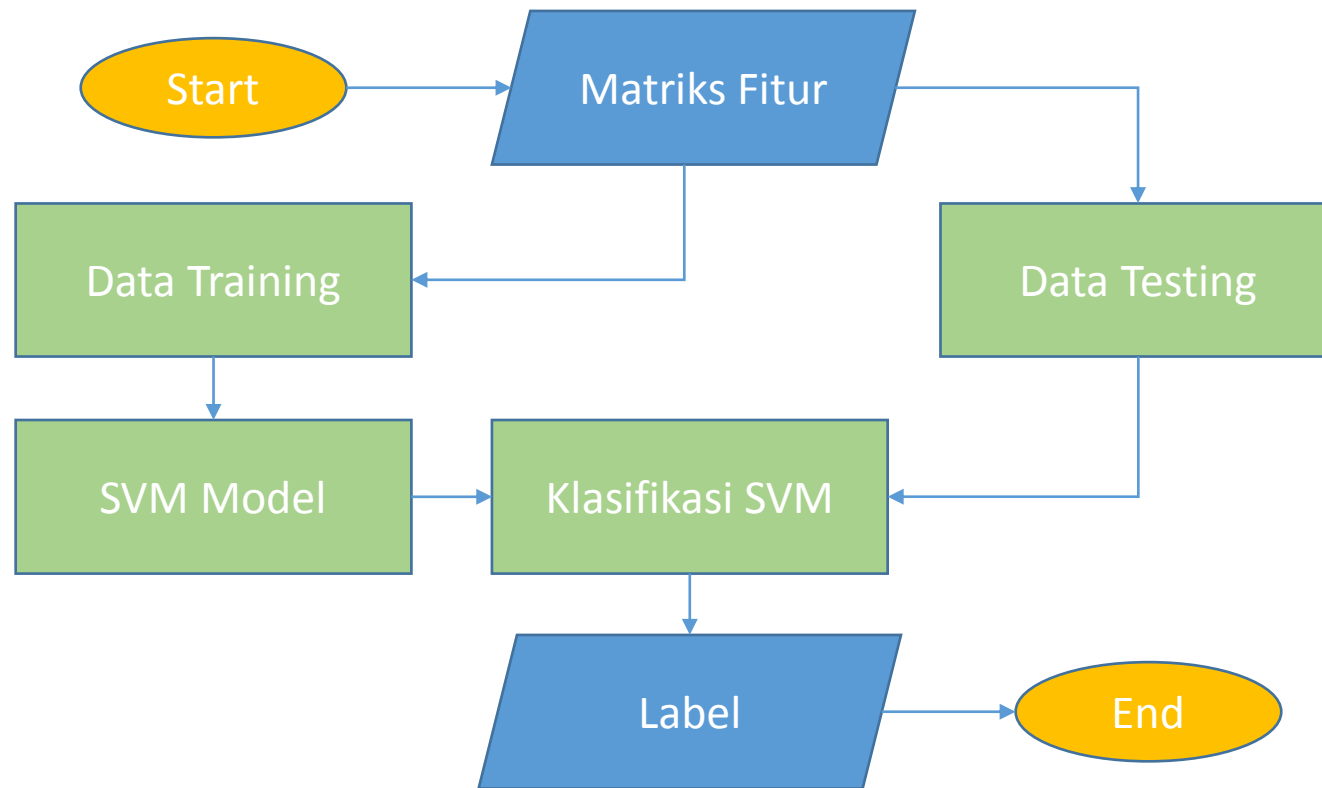 Start
Matriks Fitur
Data Training
Data Testing
SVM Model
Klasifikasi SVM
Label
End